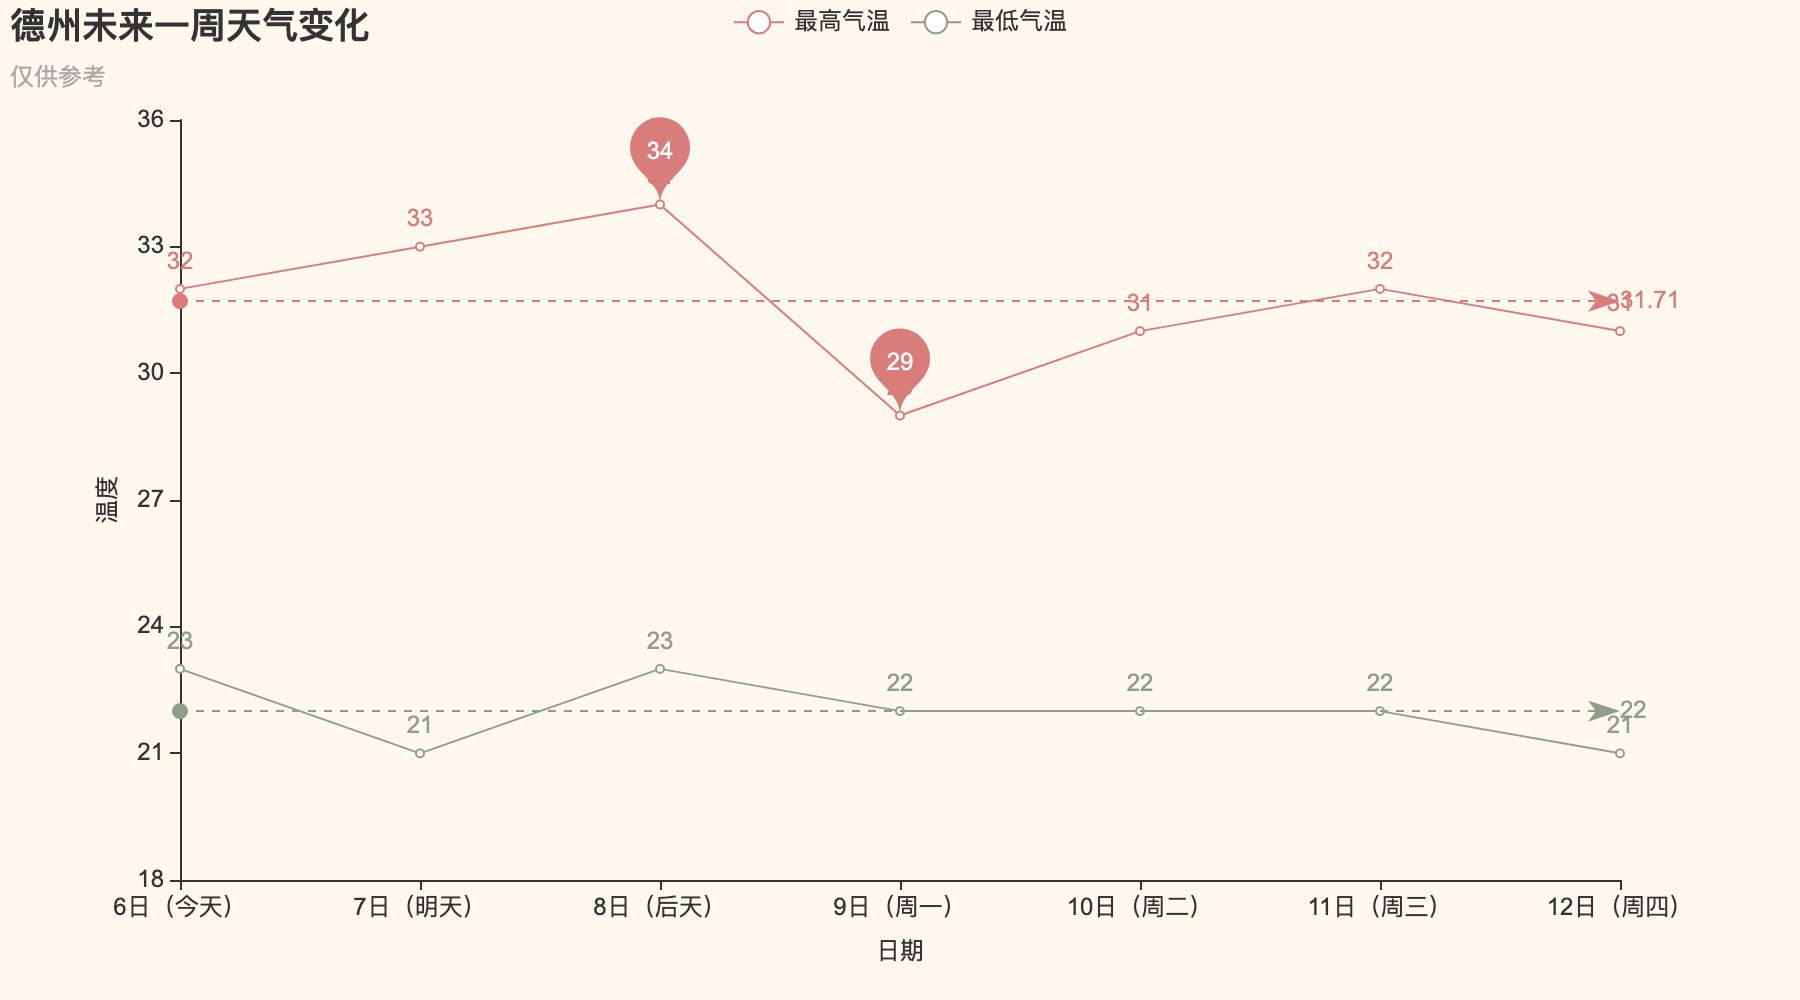 德州未来一周天气变化
仅供参考
最高气温
最低气温
温度
36
33
30
27
24
21
18
32
33
34
29
31
32
31
31.71
23
21
23
22
22
22
21
22
6日（今天）
7日（明天）
8日（后天）
9日（周一）
10日（周二）
11日（周三）
12日（周四）
日期